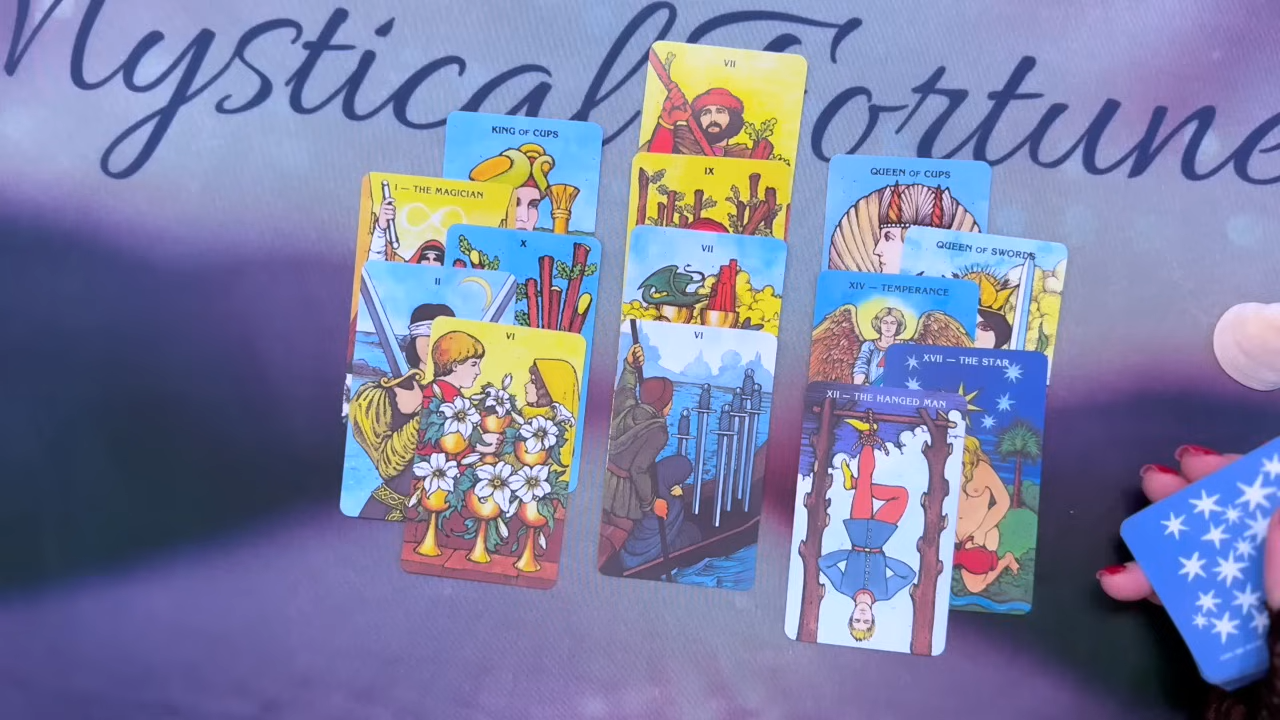 Mystical Fortune
VII
KING OF CUPS
IX
QUEEN OF CUPS
I — THE MAGICIAN
X
VII
QUEEN OF SWORDS
II
XIV — TEMPERANCE
VI
VI
XVII — THE STAR
XII — THE HANGED MAN